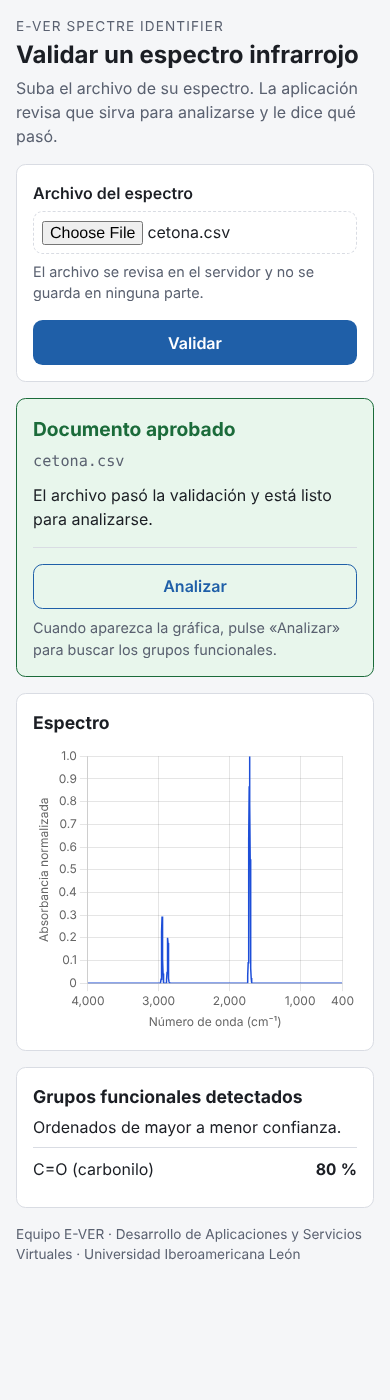 E-VER SPECTRE IDENTIFIER
Validar un espectro infrarrojo
Suba el archivo de su espectro. La aplicación
revisa que sirva para analizarse y le dice qué
pasó.
Archivo del espectro
Choose File cetona.csv
El archivo se revisa en el servidor y no se
guarda en ninguna parte.
Validar
Documento aprobado
cetona.csv
El archivo pasó la validación y está listo
para analizarse.
Analizar
Cuando aparezca la gráfica, pulse «Analizar»
para buscar los grupos funcionales.
Espectro
Absorbancia normalizada
1.0
0.9
0.8
0.7
0.6
0.5
0.4
0.3
0.2
0.1
0
4,000 3,000 2,000 1,000 400
Número de onda (cm⁻¹)
Grupos funcionales detectados
Ordenados de mayor a menor confianza.
C=O (carbonilo) 80 %
Equipo E-VER · Desarrollo de Aplicaciones y Servicios
Virtuales · Universidad Iberoamericana León